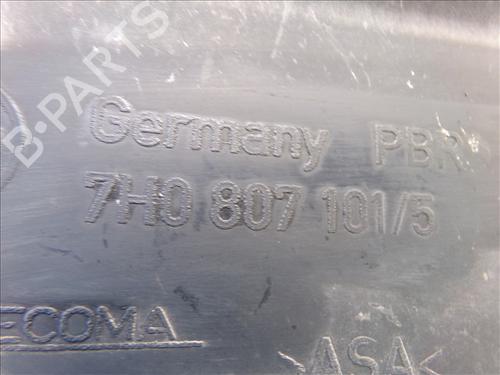 B-PARTS
Germany PBR
7H0 807 101/5
ECOMA
>ASA<